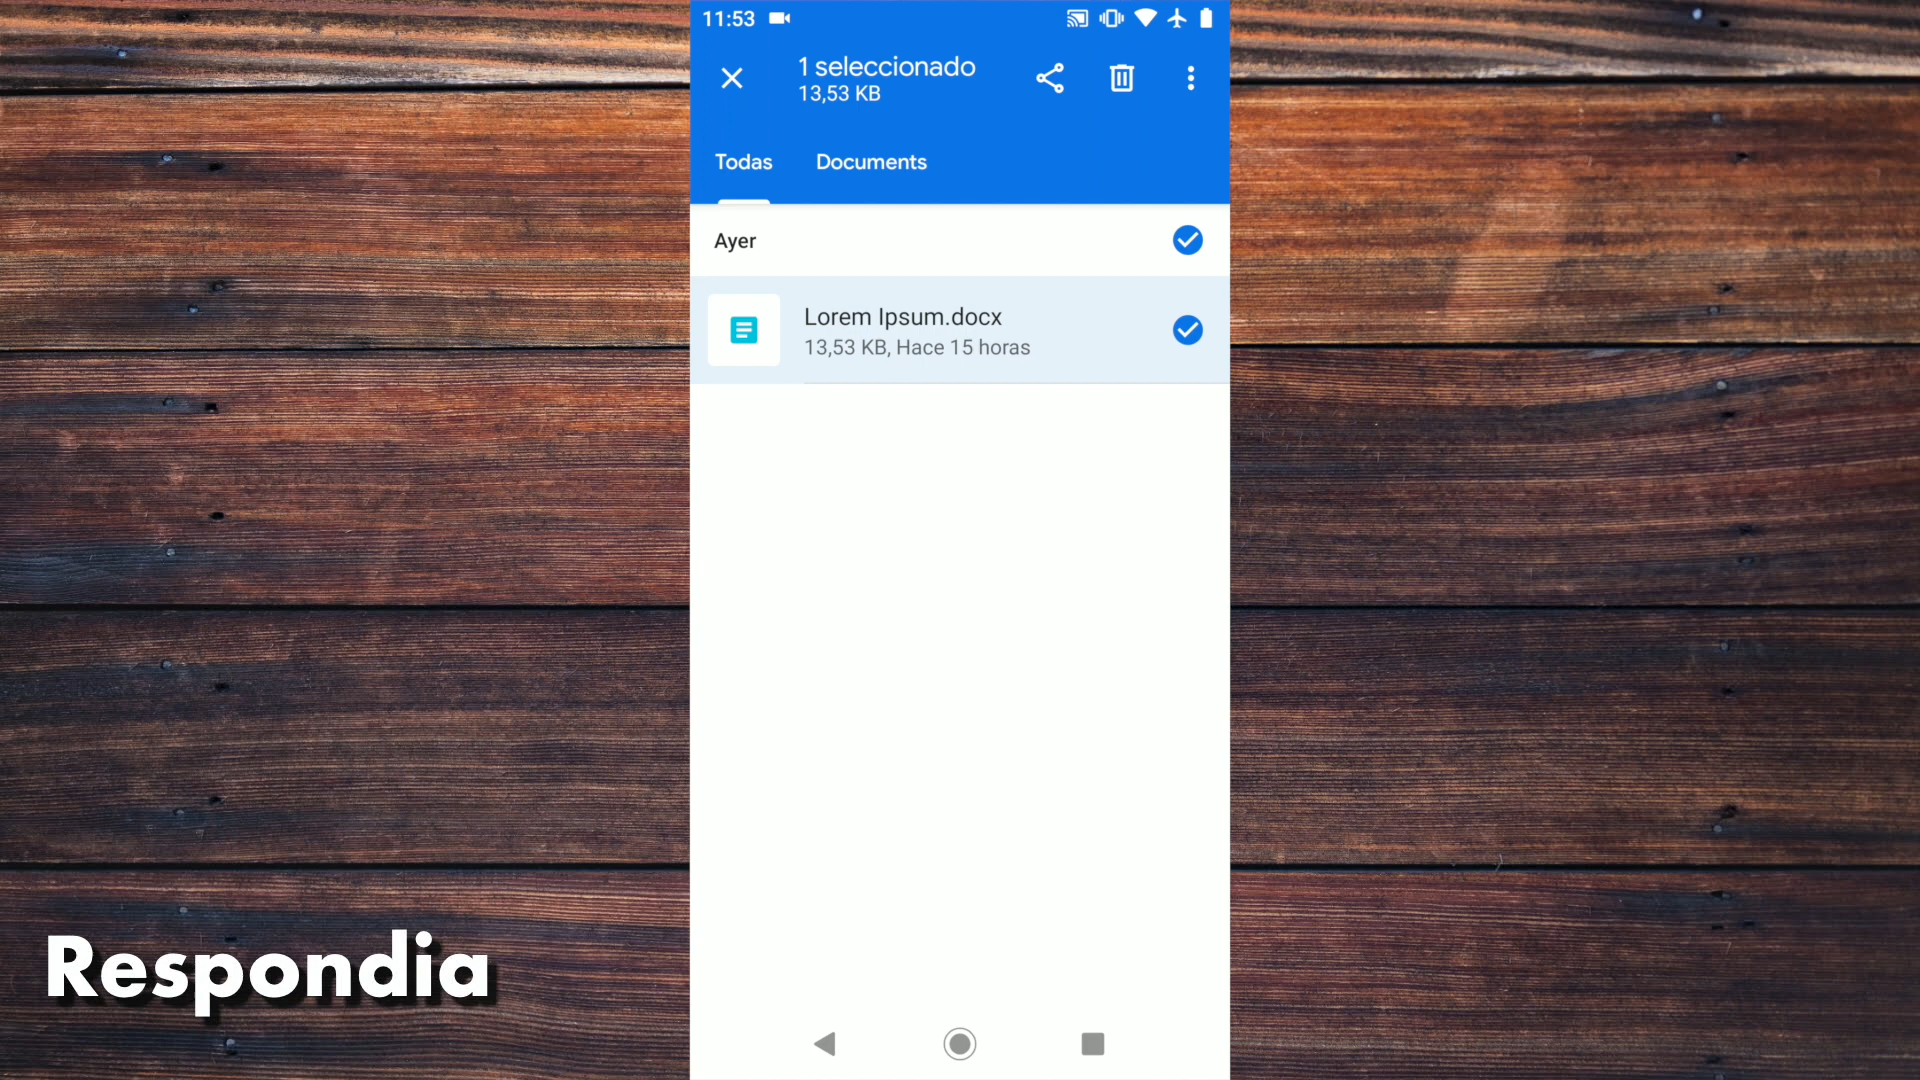 11:53
1 seleccionado
13,53 KB
Todas
Documents
Ayer
Lorem Ipsum.docx
13,53 KB, Hace 15 horas
Respondia